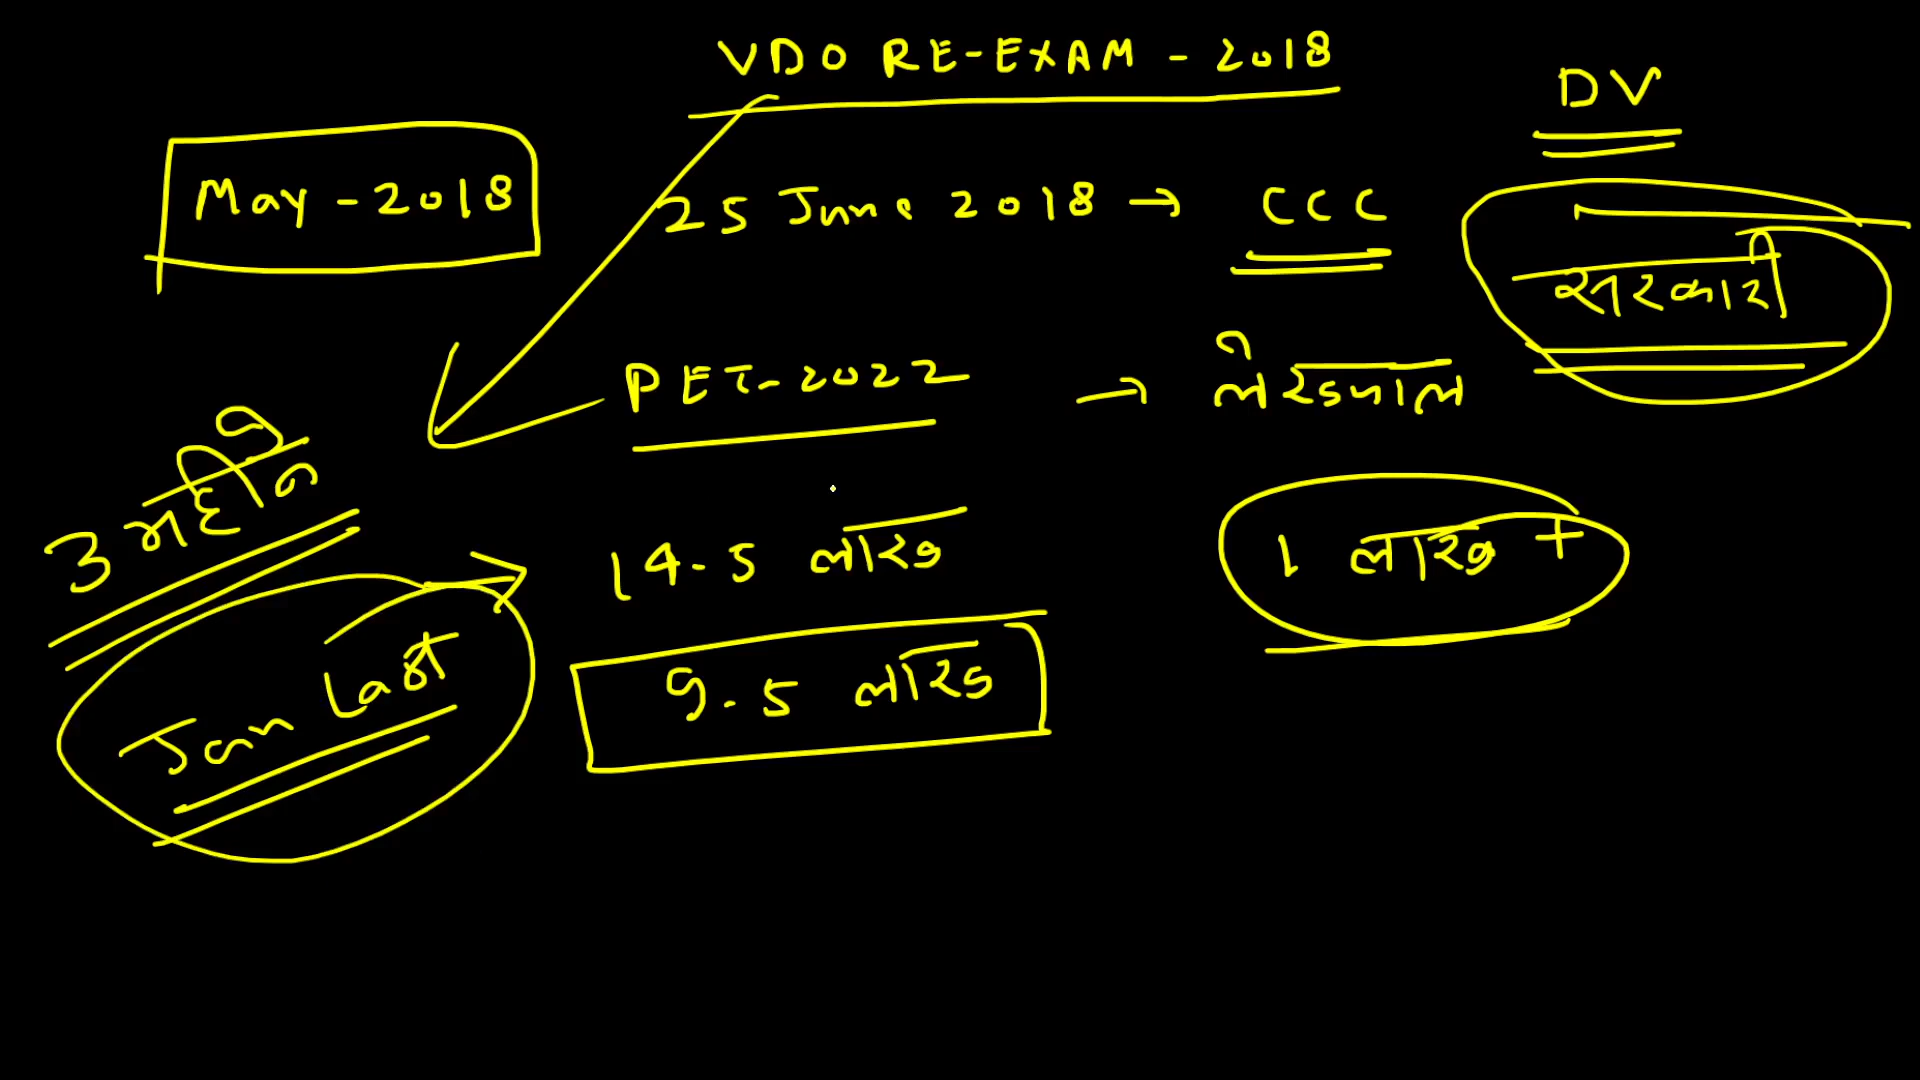 VDO RE-EXAM - 2018
DV
May - 2018
25 June 2018 → CCC
सरकारी
PET-2022 →
3 महीने
14.5 लाख
1 लाख +
9.5 लाख
Jan Last